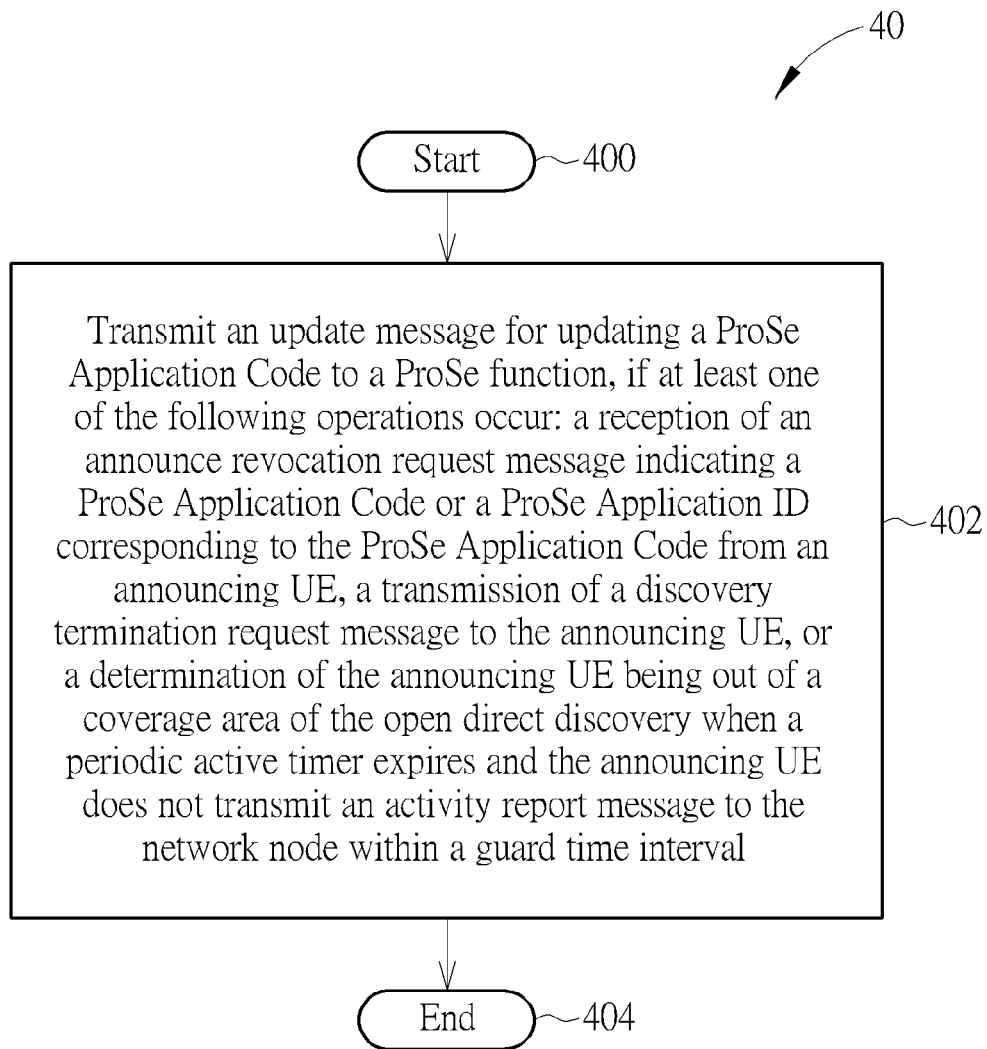 40
Start
400
Transmit an update message for updating a ProSe
Application Code to a ProSe function, if at least one
of the following operations occur: a reception of an
announce revocation request message indicating a
ProSe Application Code or a ProSe Application ID
corresponding to the ProSe Application Code from an
announcing UE, a transmission of a discovery
termination request message to the announcing UE, or
a determination of the announcing UE being out of a
coverage area of the open direct discovery when a
periodic active timer expires and the announcing UE
does not transmit an activity report message to the
network node within a guard time interval
402
End
404